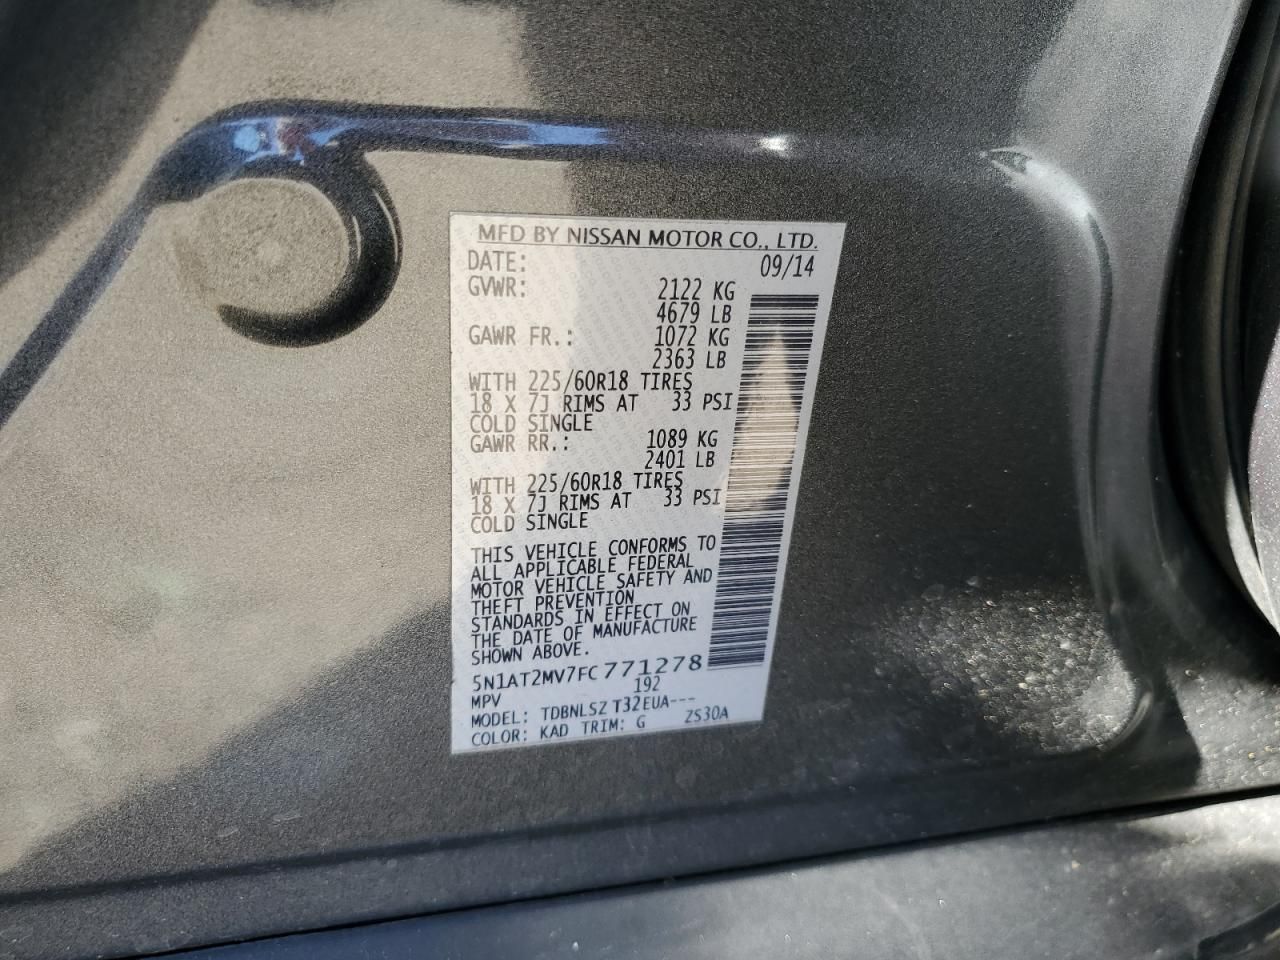 MFD BY NISSAN MOTOR CO., LTD.
DATE: 09/14
GVWR: 2122 KG
4679 LB
GAWR FR.: 1072 KG
2363 LB
WITH 225/60R18 TIRES
18 X 7J RIMS AT 33 PSI
COLD SINGLE
GAWR RR.: 1089 KG
2401 LB
WITH 225/60R18 TIRES
18 X 7J RIMS AT 33 PSI
COLD SINGLE
THIS VEHICLE CONFORMS TO
ALL APPLICABLE FEDERAL
MOTOR VEHICLE SAFETY AND
THEFT PREVENTION
STANDARDS IN EFFECT ON
THE DATE OF MANUFACTURE
SHOWN ABOVE.
5N1AT2MV7FC771278
MPV 192
MODEL: TDBNLSZ T32EUA---
COLOR: KAD TRIM: G ZS30A